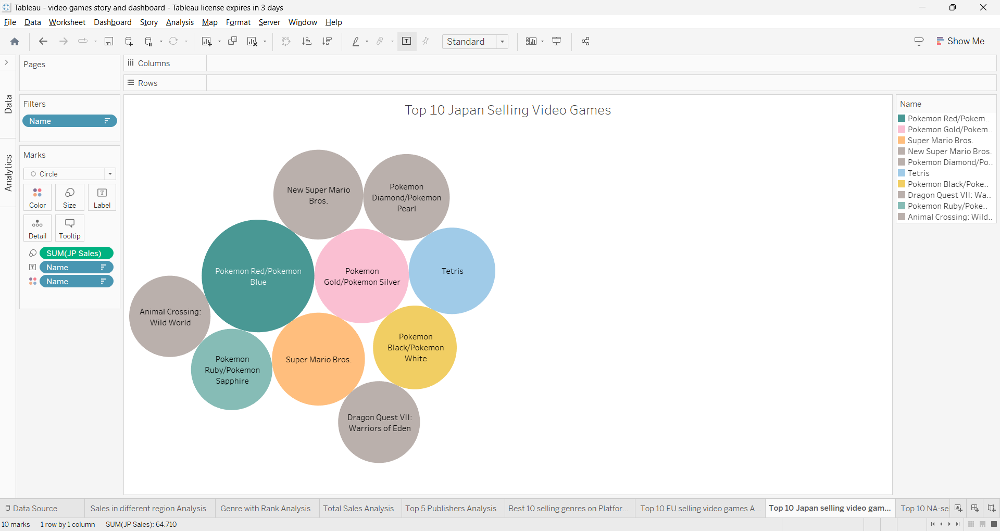 Tableau - video games story and dashboard - Tableau license expires in 3 days
File Data Worksheet Dashboard Story Analysis Map Format Server Window Help
Standard
Show Me
Pages
Columns
Rows
Data
Analytics
Filters
Name
Marks
Circle
Color Size Label
Detail Tooltip
SUM(JP Sales)
Name
Name
Top 10 Japan Selling Video Games
New Super Mario
Bros.
Pokemon
Diamond/Pokemon
Pearl
Pokemon Red/Pokemon
Blue
Pokemon
Gold/Pokemon Silver
Tetris
Animal Crossing:
Wild World
Pokemon
Ruby/Pokemon
Sapphire
Super Mario Bros.
Pokemon
Black/Pokemon
White
Dragon Quest VII:
Warriors of Eden
Name
Pokemon Red/Pokem..
Pokemon Gold/Pokem..
Super Mario Bros.
New Super Mario Bros.
Pokemon Diamond/Po..
Tetris
Pokemon Black/Poke..
Dragon Quest VII: Wa..
Pokemon Ruby/Poke..
Animal Crossing: Wild..
Data Source Sales in different region Analysis Genre with Rank Analysis Total Sales Analysis Top 5 Publishers Analysis Best 10 selling genres on Platfor... Top 10 EU selling video games A... Top 10 Japan selling video gam... Top 10 NA-sel
10 marks 1 row by 1 column SUM(JP Sales): 64.710